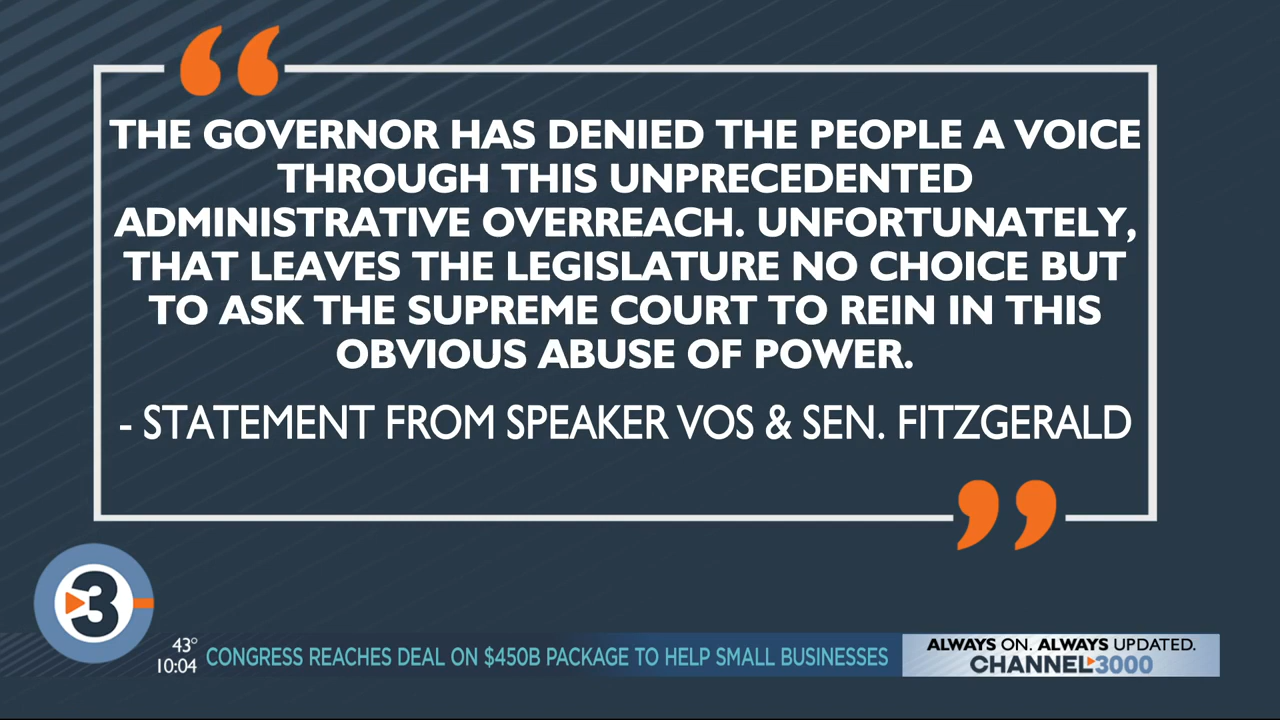 THE GOVERNOR HAS DENIED THE PEOPLE A VOICE
THROUGH THIS UNPRECEDENTED
ADMINISTRATIVE OVERREACH. UNFORTUNATELY,
THAT LEAVES THE LEGISLATURE NO CHOICE BUT
TO ASK THE SUPREME COURT TO REIN IN THIS
OBVIOUS ABUSE OF POWER.
- STATEMENT FROM SPEAKER VOS & SEN. FITZGERALD
3
43°
10:04
CONGRESS REACHES DEAL ON $450B PACKAGE TO HELP SMALL BUSINESSES
ALWAYS ON. ALWAYS UPDATED.
CHANNEL3000